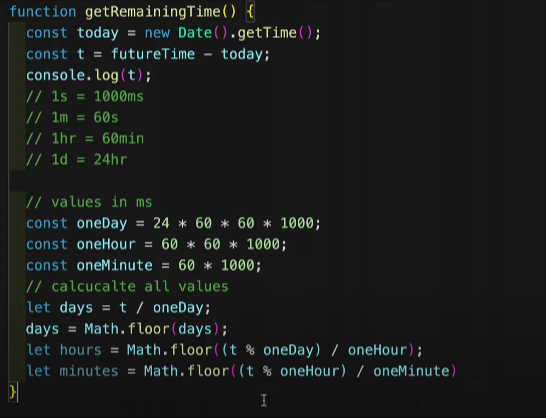 function getRemainingTime() {
const today = new Date().getTime();
const t = futureTime - today;
console.log(t);
// 1s = 1000ms
// 1m = 60s
// 1hr = 60min
// 1d = 24hr
// values in ms
const oneDay = 24 * 60 * 60 * 1000;
const oneHour = 60 * 60 * 1000;
const oneMinute = 60 * 1000;
// calcucalte all values
let days = t / oneDay;
days = Math.floor(days);
let hours = Math.floor((t % oneDay) / oneHour);
let minutes = Math.floor((t % oneHour) / oneMinute)
}